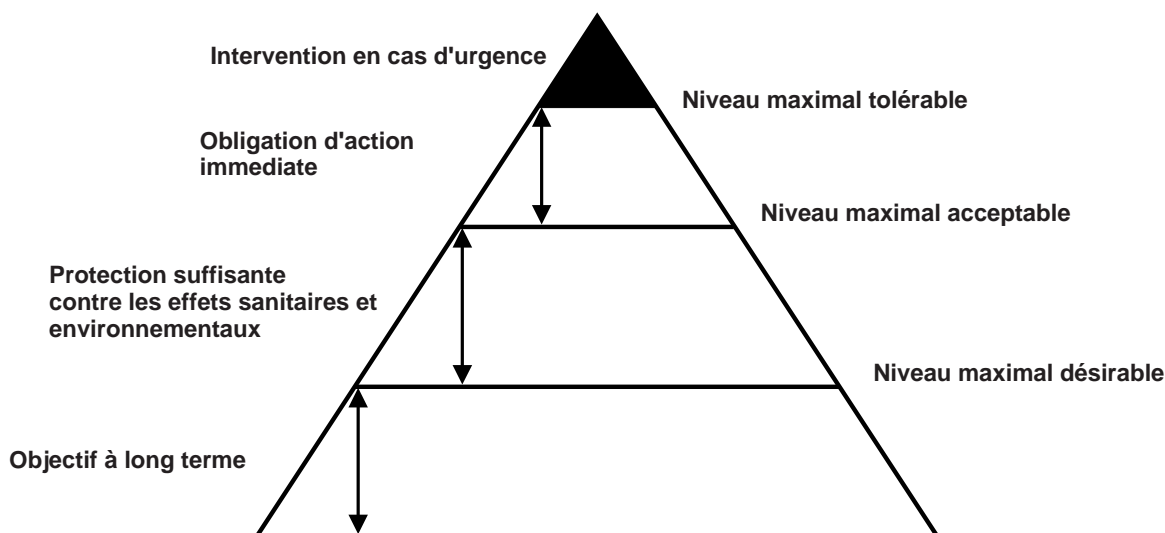 Intervention en cas d'urgence
Niveau maximal tolérable
Obligation d'action
immediate
Niveau maximal acceptable
Protection suffisante
contre les effets sanitaires et
environnementaux
Niveau maximal désirable
Objectif à long terme